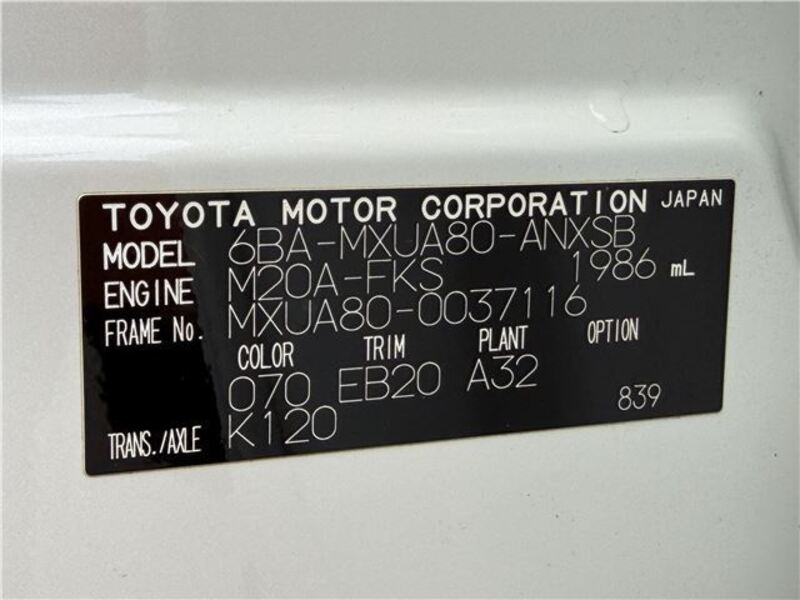 TOYOTA MOTOR CORPORATION JAPAN
MODEL 6BA-MXUA80-ANXSB
ENGINE M20A-FKS 1986 mL
FRAME No. MXUA80-0037116
COLOR TRIM PLANT OPTION
070 EB20 A32
TRANS./AXLE K120 839